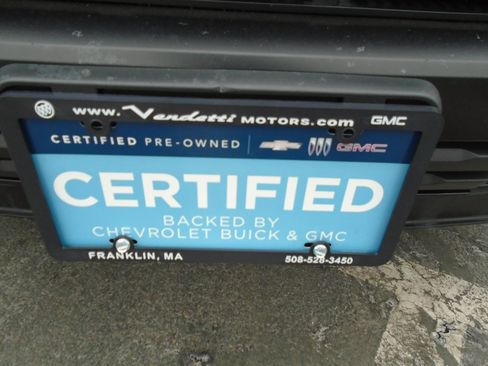 www.Vendetti MOTORS.com GMC
CERTIFIED PRE-OWNED | GMC
CERTIFIED
BACKED BY
CHEVROLET BUICK & GMC
FRANKLIN, MA 508-528-3450